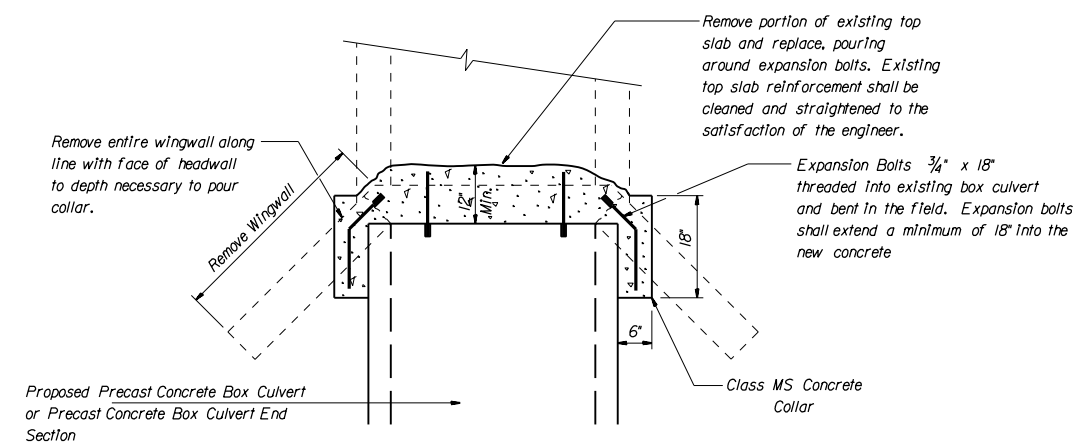 Remove portion of existing top
slab and replace, pouring
around expansion bolts. Existing
top slab reinforcement shall be
cleaned and straightened to the
satisfaction of the engineer.
Remove entire wingwall along
line with face of headwall
to depth necessary to pour
collar.
Remove Wingwall
12"
Min.
Expansion Bolts ¾" x 18"
threaded into existing box culvert
and bent in the field. Expansion bolts
shall extend a minimum of 18" into the
new concrete
18"
6"
Class MS Concrete
Collar
Proposed Precast Concrete Box Culvert
or Precast Concrete Box Culvert End
Section